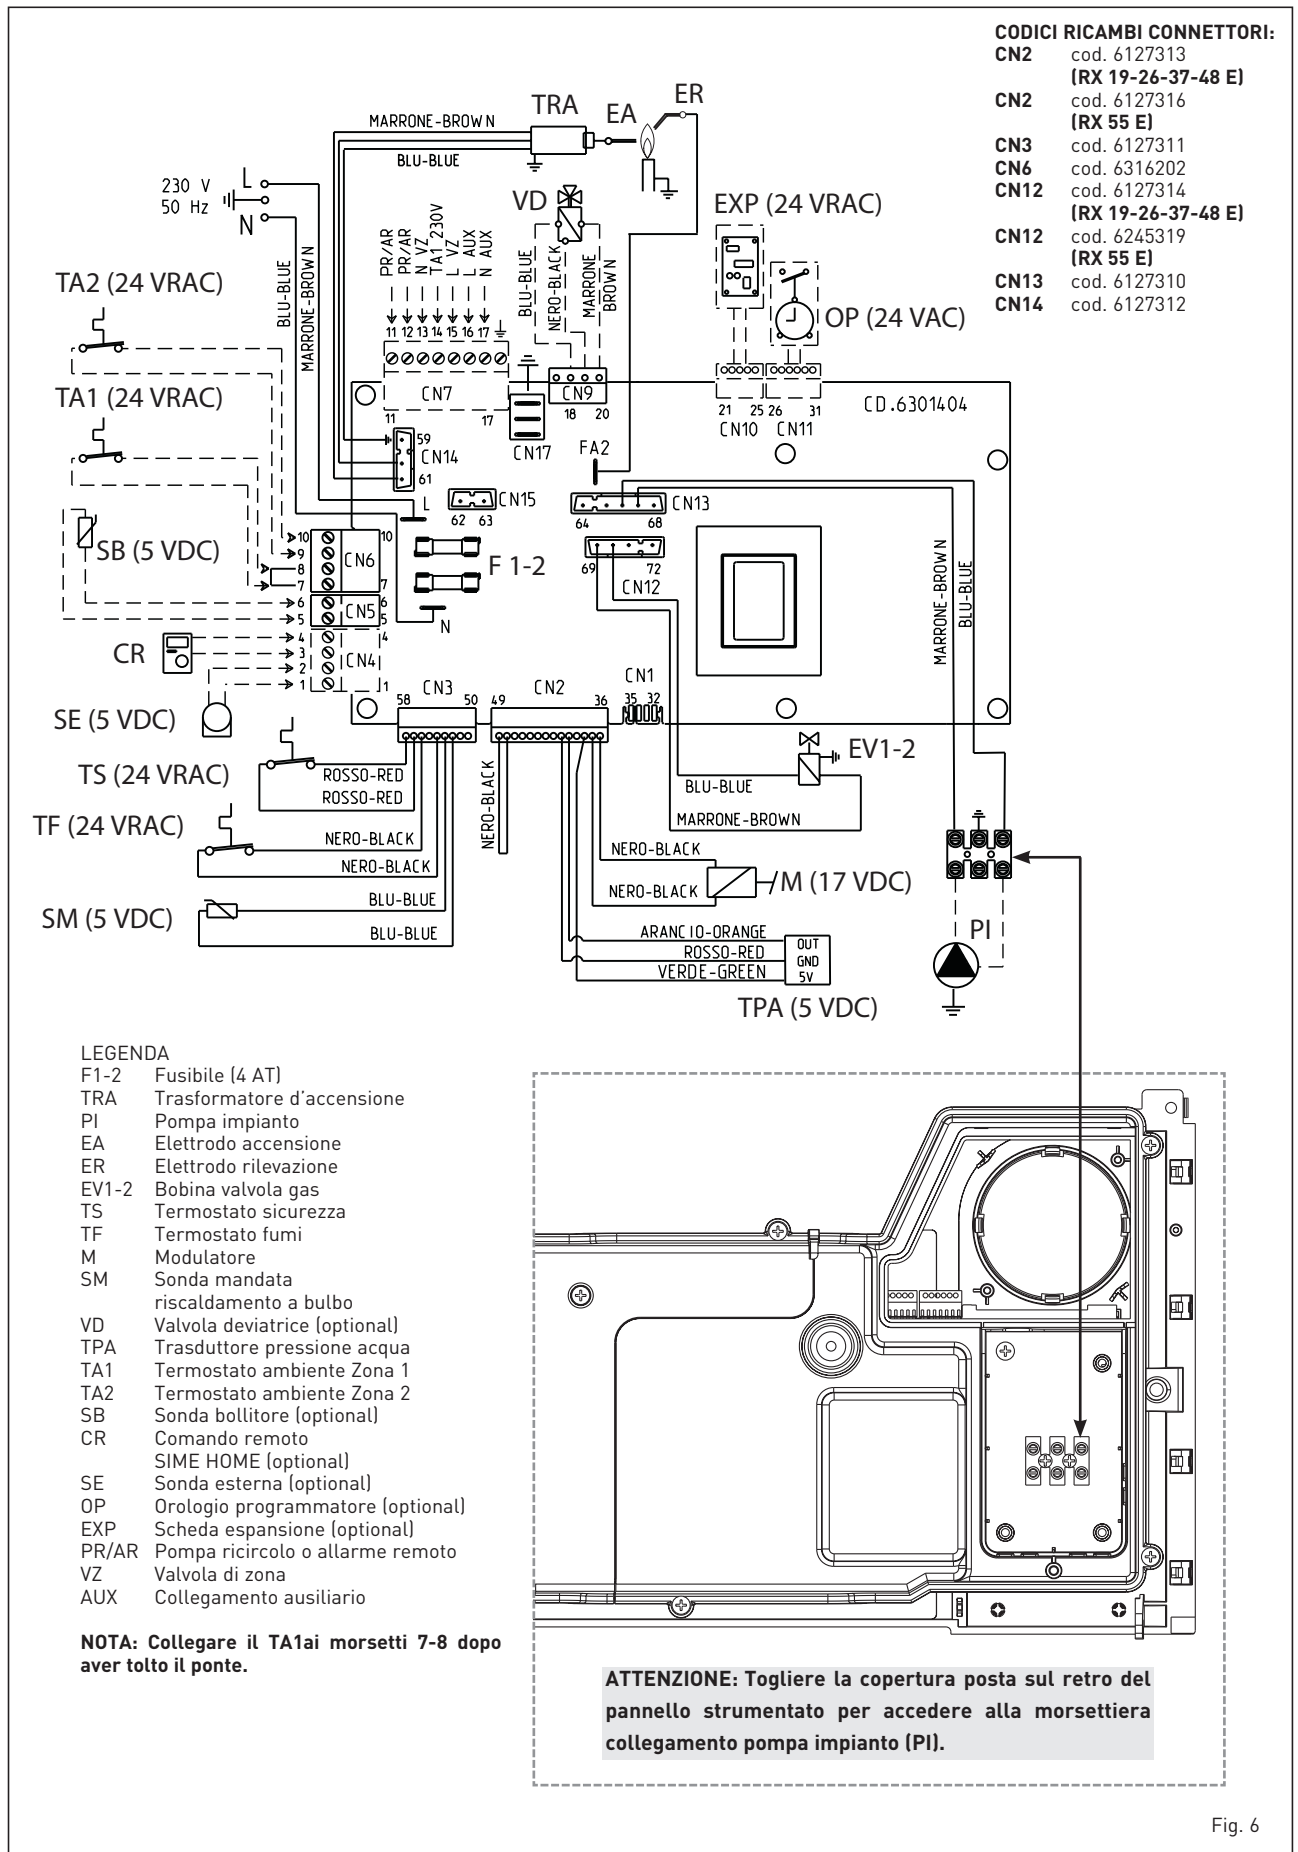 CODICI RICAMBI CONNETTORI:
CN2 cod. 6127313
(RX 19-26-37-48 E)
CN2 cod. 6127316
(RX 55 E)
CN3 cod. 6127311
CN6 cod. 6316202
CN12 cod. 6127314
(RX 19-26-37-48 E)
CN12 cod. 6245319
(RX 55 E)
CN13 cod. 6127310
CN14 cod. 6127312
TRA
EA
ER
MARRONE-BROWN
BLU-BLUE
230 V
50 Hz
L
N
BLU-BLUE
MARRONE-BROWN
PR/AR
PR/AR
N VZ
TA1 230V
L VZ
L AUX
N AUX
11 12 13 14 15 16 17
CN7
11 17
VD
BLU-BLUE
NERO-BLACK
MARRONE
BROWN
CN9
18 20
EXP (24 VRAC)
OP (24 VAC)
21 25 26 31
CN10 CN11
CD.6301404
TA2 (24 VRAC)
TA1 (24 VRAC)
SB (5 VDC)
CR
SE (5 VDC)
59
CN14
61
CN17
FA2
L
CN15
62 63
CN13
64 68
F 1-2
69 72
CN12
N
10 10
9 CN6
8
7 7
6 6
CN5
5 5
4 4
3 CN4
2
1 1
MARRONE-BROWN
BLU-BLUE
58 CN3 50
49 CN2 36
CN1
35 32
TS (24 VRAC)
ROSSO-RED
ROSSO-RED
TF (24 VRAC)
NERO-BLACK
NERO-BLACK
SM (5 VDC)
BLU-BLUE
BLU-BLUE
NERO-BLACK
EV1-2
BLU-BLUE
MARRONE-BROWN
NERO-BLACK
NERO-BLACK
M (17 VDC)
ARANCIO-ORANGE
ROSSO-RED
VERDE-GREEN
OUT
GND
5V
TPA (5 VDC)
PI
LEGENDA
F1-2 Fusibile (4 AT)
TRA Trasformatore d'accensione
PI Pompa impianto
EA Elettrodo accensione
ER Elettrodo rilevazione
EV1-2 Bobina valvola gas
TS Termostato sicurezza
TF Termostato fumi
M Modulatore
SM Sonda mandata
riscaldamento a bulbo
VD Valvola deviatrice (optional)
TPA Trasduttore pressione acqua
TA1 Termostato ambiente Zona 1
TA2 Termostato ambiente Zona 2
SB Sonda bollitore (optional)
CR Comando remoto
SIME HOME (optional)
SE Sonda esterna (optional)
OP Orologio programmatore (optional)
EXP Scheda espansione (optional)
PR/AR Pompa ricircolo o allarme remoto
VZ Valvola di zona
AUX Collegamento ausiliario
NOTA: Collegare il TA1ai morsetti 7-8 dopo
aver tolto il ponte.
ATTENZIONE: Togliere la copertura posta sul retro del
pannello strumentato per accedere alla morsettiera
collegamento pompa impianto (PI).
Fig. 6